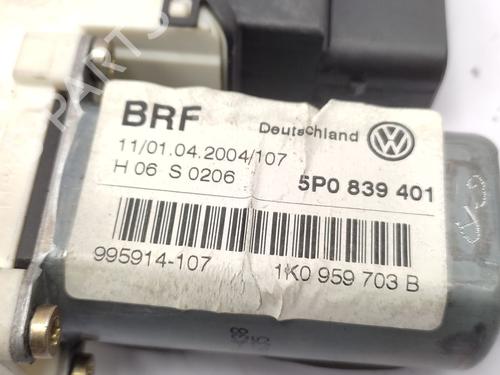 BRF
Deutschland
11/01.04.2004/107
H 06 S 0206
5P0 839 401
995914-107
1K0 959 703 B